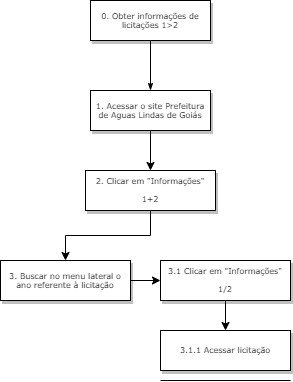 0. Obter informações de
licitações 1>2
1. Acessar o site Prefeitura
de Aguas Lindas de Goiás
2. Clicar em "Informações"
1+2
3. Buscar no menu lateral o
ano referente à licitação
3.1 Clicar em "Informações"
1/2
3.1.1 Acessar licitação